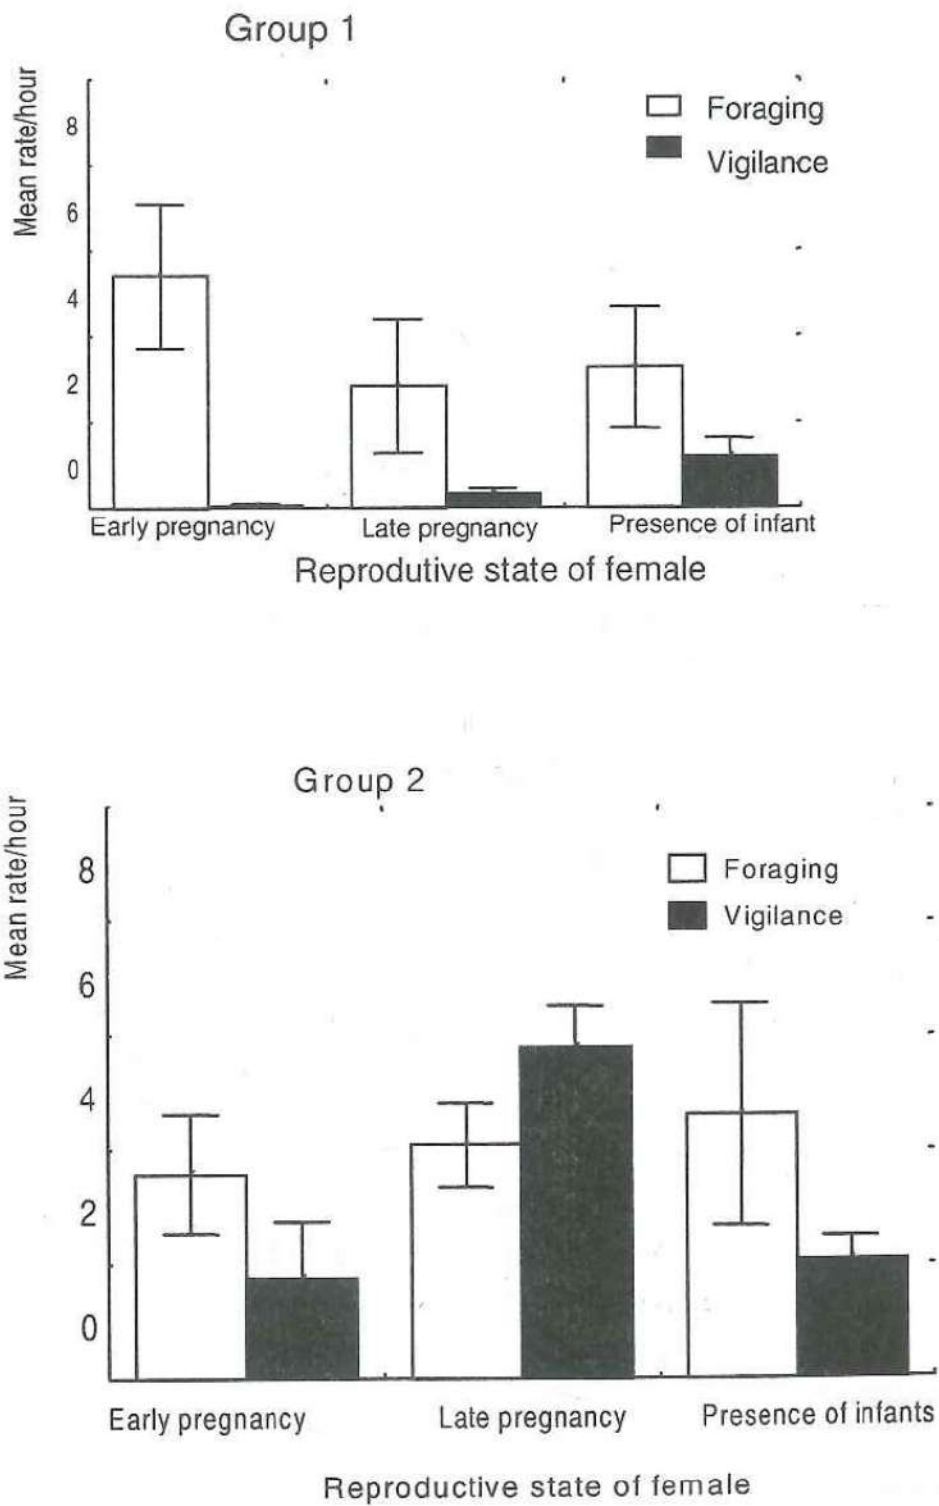 Group 1
Mean rate/hour
8
6
4
2
0
Foraging
Vigilance
Early pregnancy
Late pregnancy
Presence of infant
Reprodutive state of female
Group 2
Mean rate/hour
8
6
4
2
0
Foraging
Vigilance
Early pregnancy
Late pregnancy
Presence of infants
Reproductive state of female